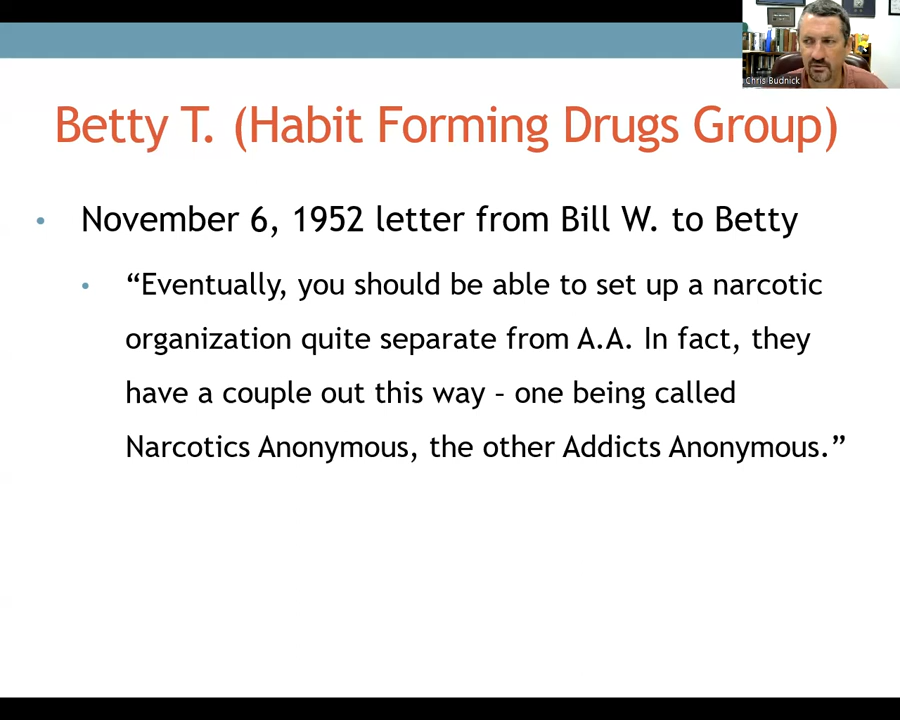 Chris Budnick
Betty T. (Habit Forming Drugs Group)
• November 6, 1952 letter from Bill W. to Betty
• “Eventually, you should be able to set up a narcotic
organization quite separate from A.A. In fact, they
have a couple out this way – one being called
Narcotics Anonymous, the other Addicts Anonymous.”